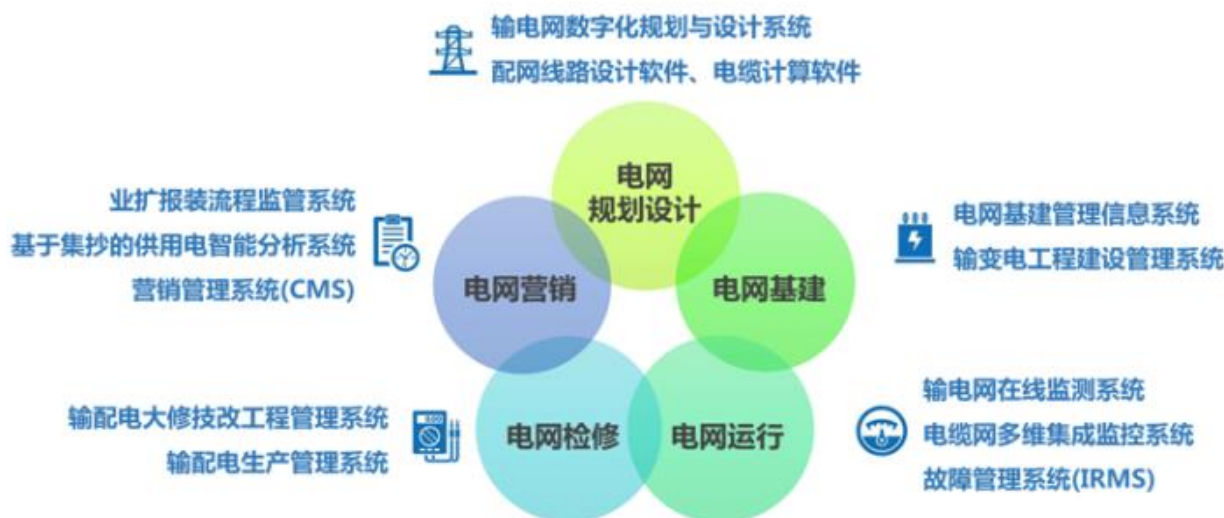 输电网数字化规划与设计系统
配网线路设计软件、电缆计算软件
电网
规划设计
业扩报装流程监管系统
基于集抄的供用电智能分析系统
营销管理系统(CMS)
电网营销
电网基建
电网基建管理信息系统
输变电工程建设管理系统
输配电大修技改工程管理系统
输配电生产管理系统
电网检修
电网运行
输电网在线监测系统
电缆网多维集成监控系统
故障管理系统(IRMS)